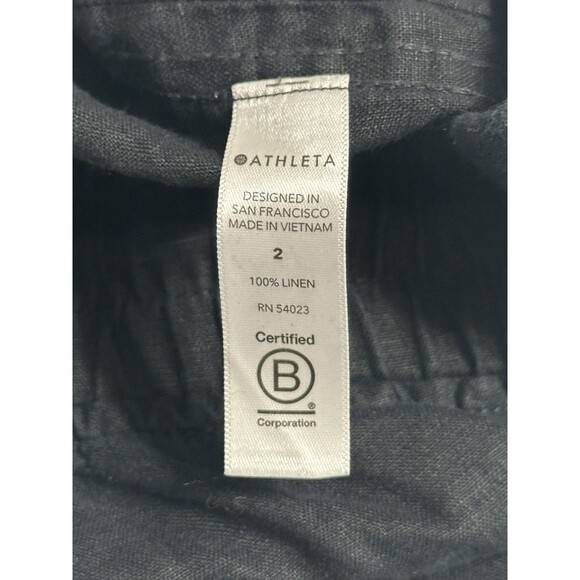 ATHLETA
DESIGNED IN
SAN FRANCISCO
MADE IN VIETNAM
2
100% LINEN
RN 54023
Certified
B
®
Corporation